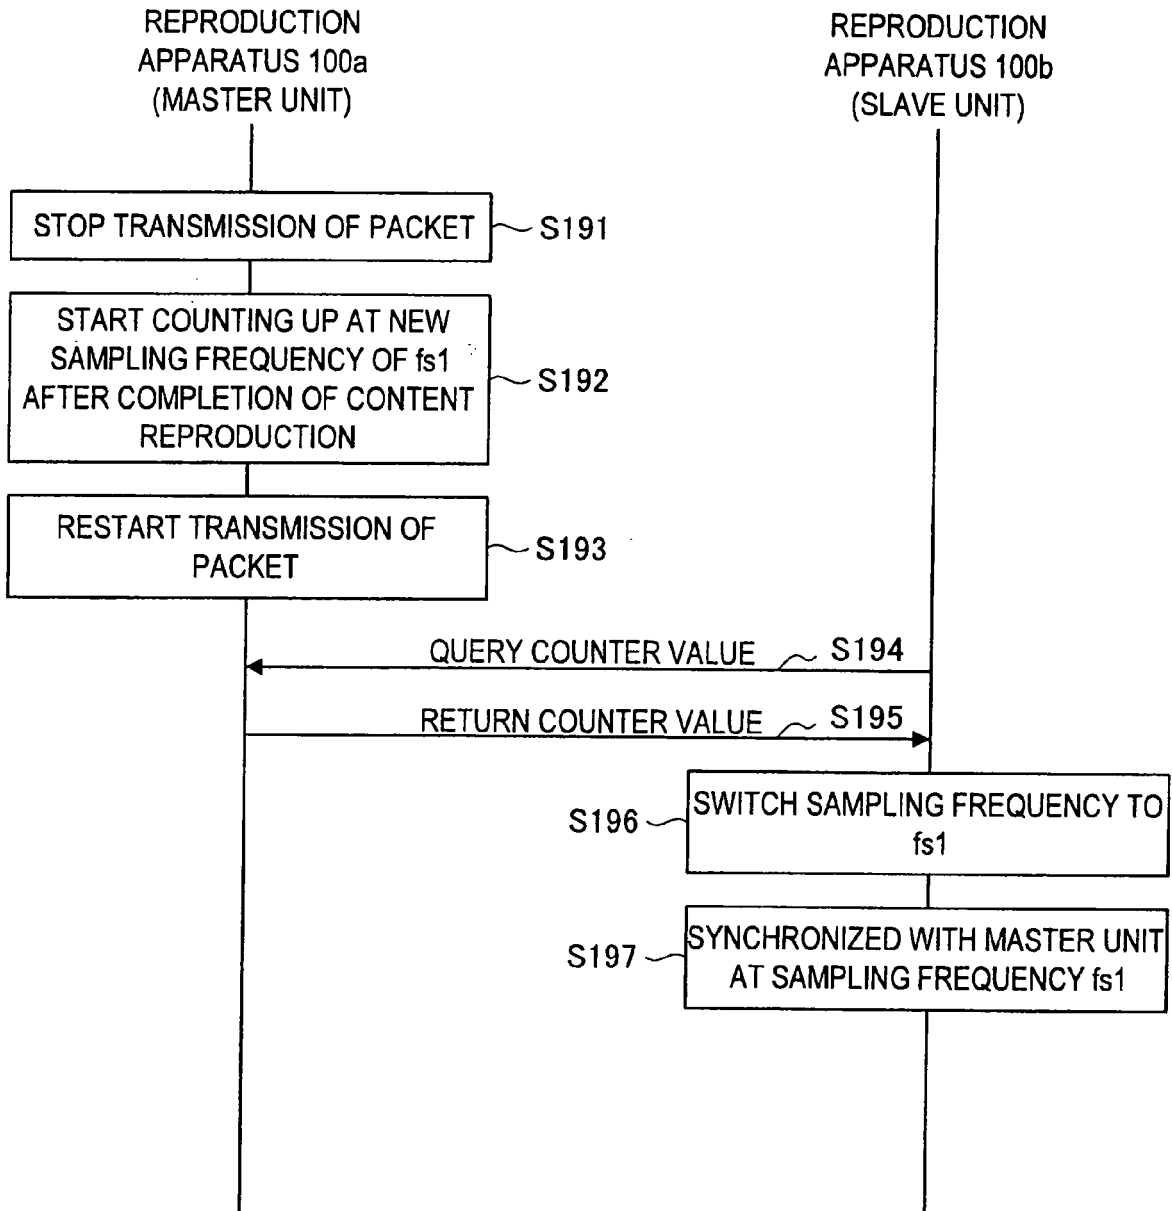 REPRODUCTION
APPARATUS 100a
(MASTER UNIT)
REPRODUCTION
APPARATUS 100b
(SLAVE UNIT)
STOP TRANSMISSION OF PACKET
S191
START COUNTING UP AT NEW
SAMPLING FREQUENCY OF fs1
AFTER COMPLETION OF CONTENT
REPRODUCTION
S192
RESTART TRANSMISSION OF
PACKET
S193
QUERY COUNTER VALUE
S194
RETURN COUNTER VALUE
S195
S196
SWITCH SAMPLING FREQUENCY TO
fs1
S197
SYNCHRONIZED WITH MASTER UNIT
AT SAMPLING FREQUENCY fs1